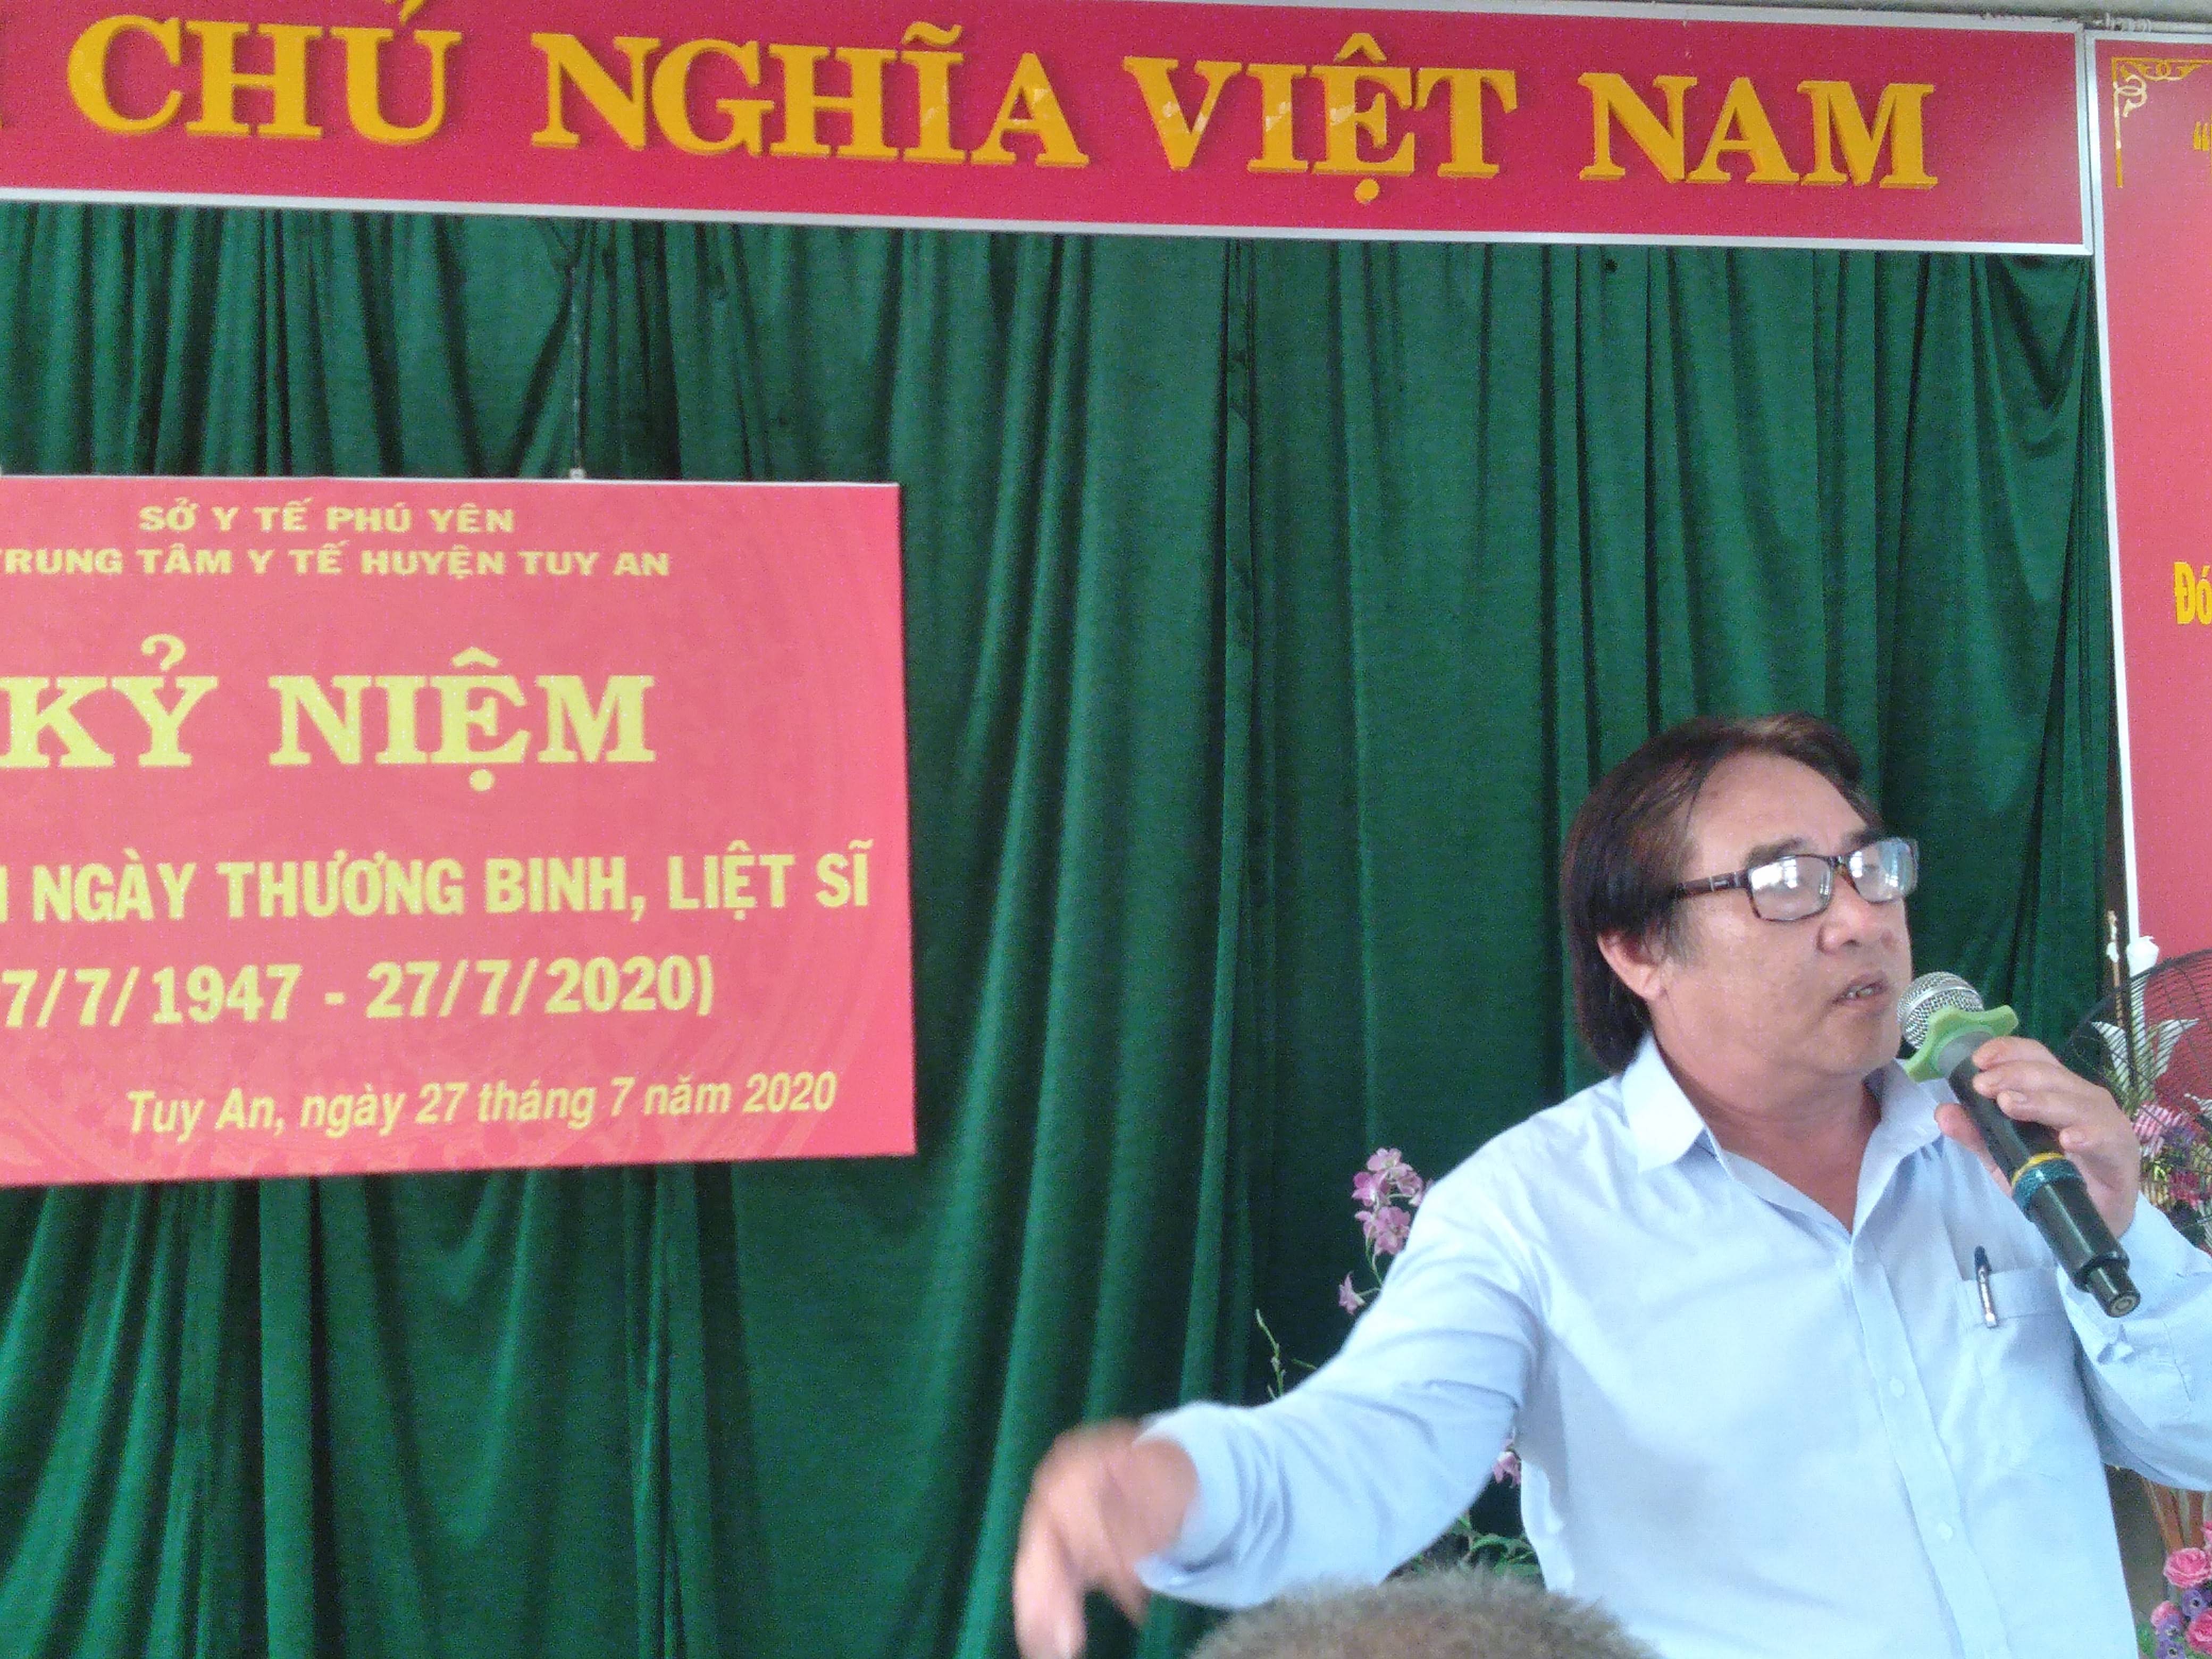 CHỦ NGHĨA VIỆT NAM
SỞ Y TẾ PHÚ YÊN
TRUNG TÂM Y TẾ HUYỆN TUY AN
KỶ NIỆM
NGÀY THƯƠNG BINH, LIỆT SĨ
7/7/1947 - 27/7/2020)
Tuy An, ngày 27 tháng 7 năm 2020
Đó